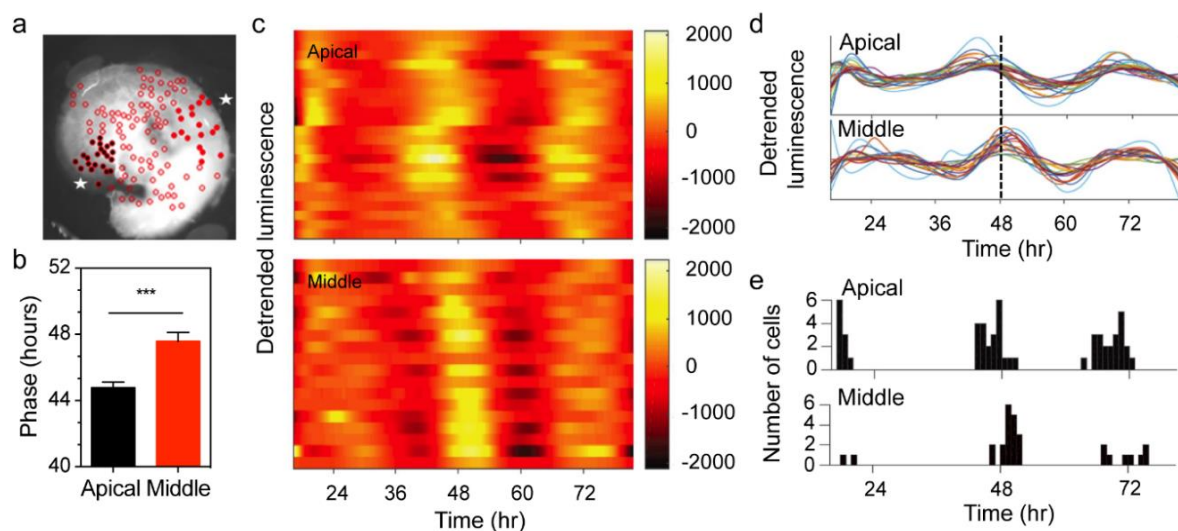 a
b
52
48
44
40
Phase (hours)
***
Apical Middle
c
Detrended luminescence
Apical
2000
1000
0
-1000
-2000
Middle
2000
1000
0
-1000
-2000
24 36 48 60 72
Time (hr)
d
Detrended
luminescence
Apical
Middle
24 36 48 60 72
Time (hr)
e
Number of cells
Apical
6
4
2
0
Middle
6
4
2
0
24 48 72
Time (hr)